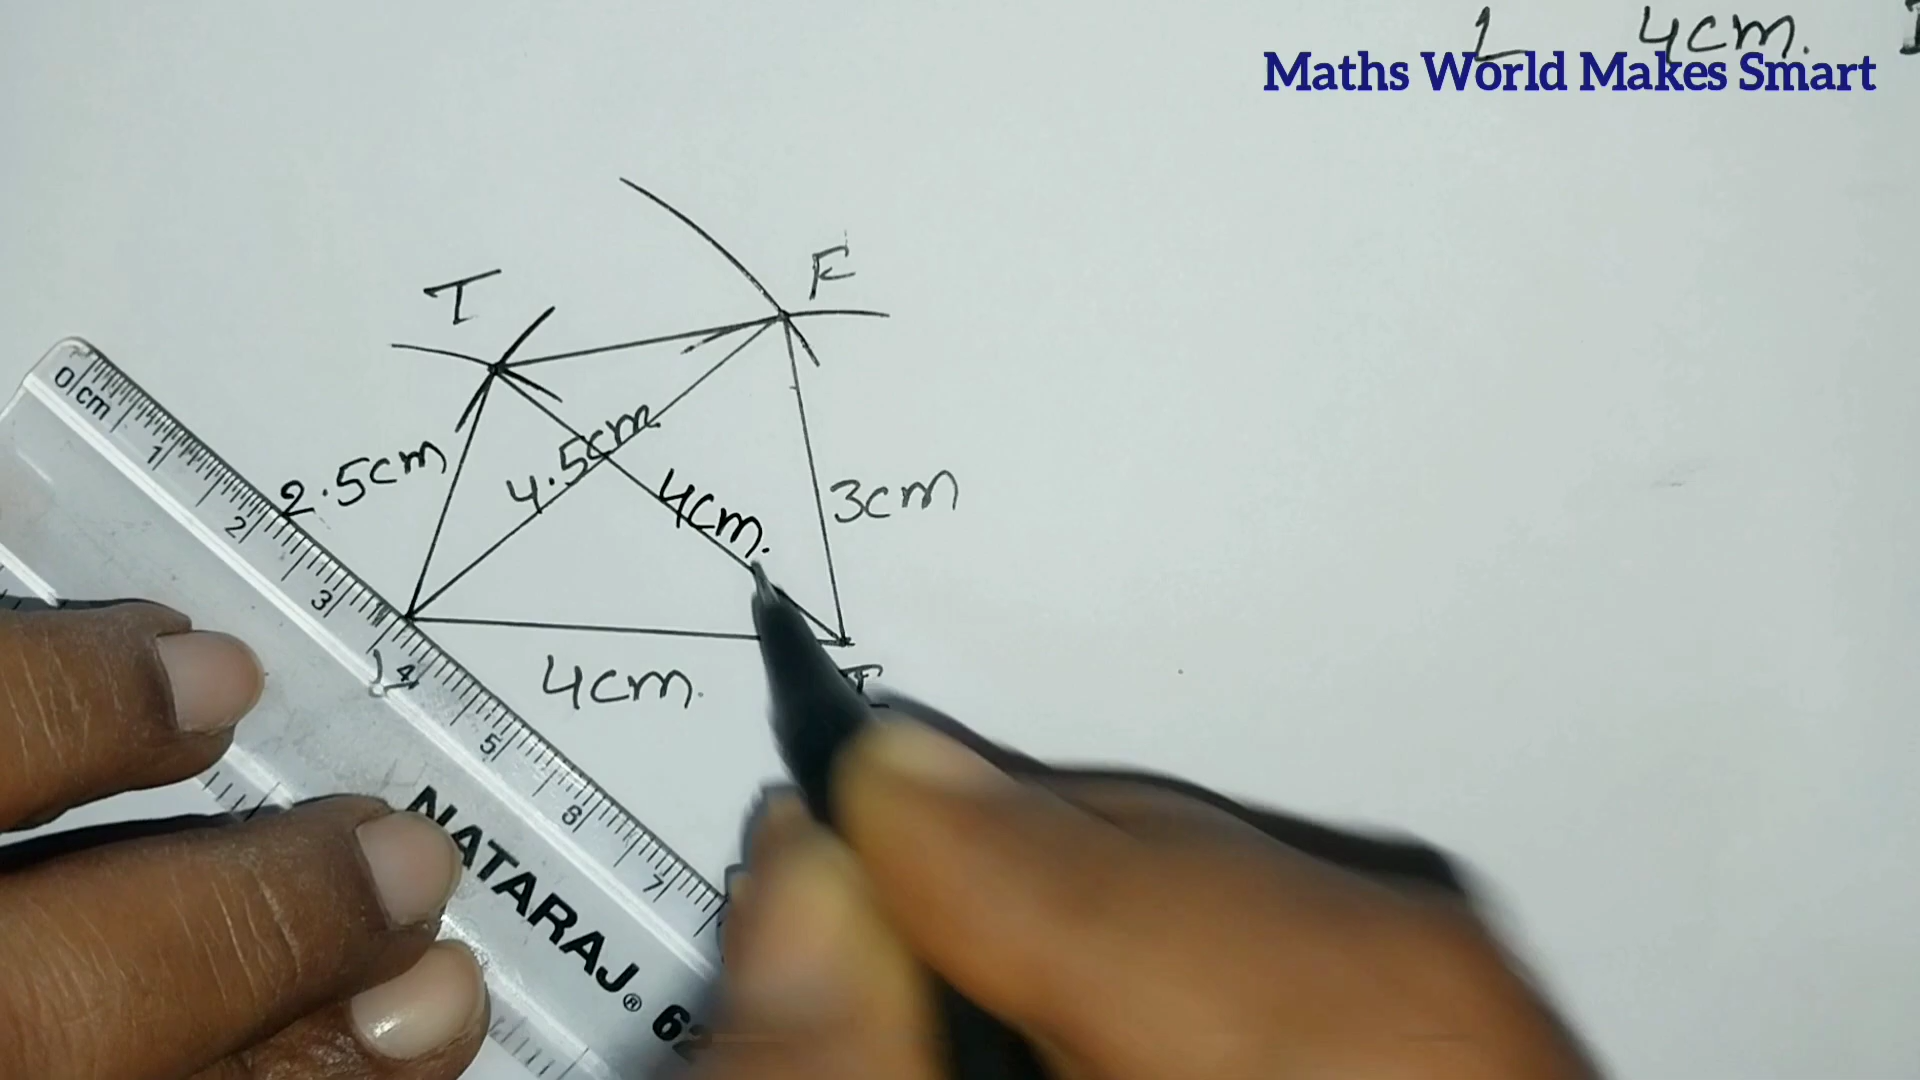 L 4cm.
Maths World Makes Smart
T
F
2.5cm
4.5cm
4cm.
3cm
4cm.
0 cm 1 2 3 4 5 6 7
NATARAJ® 62